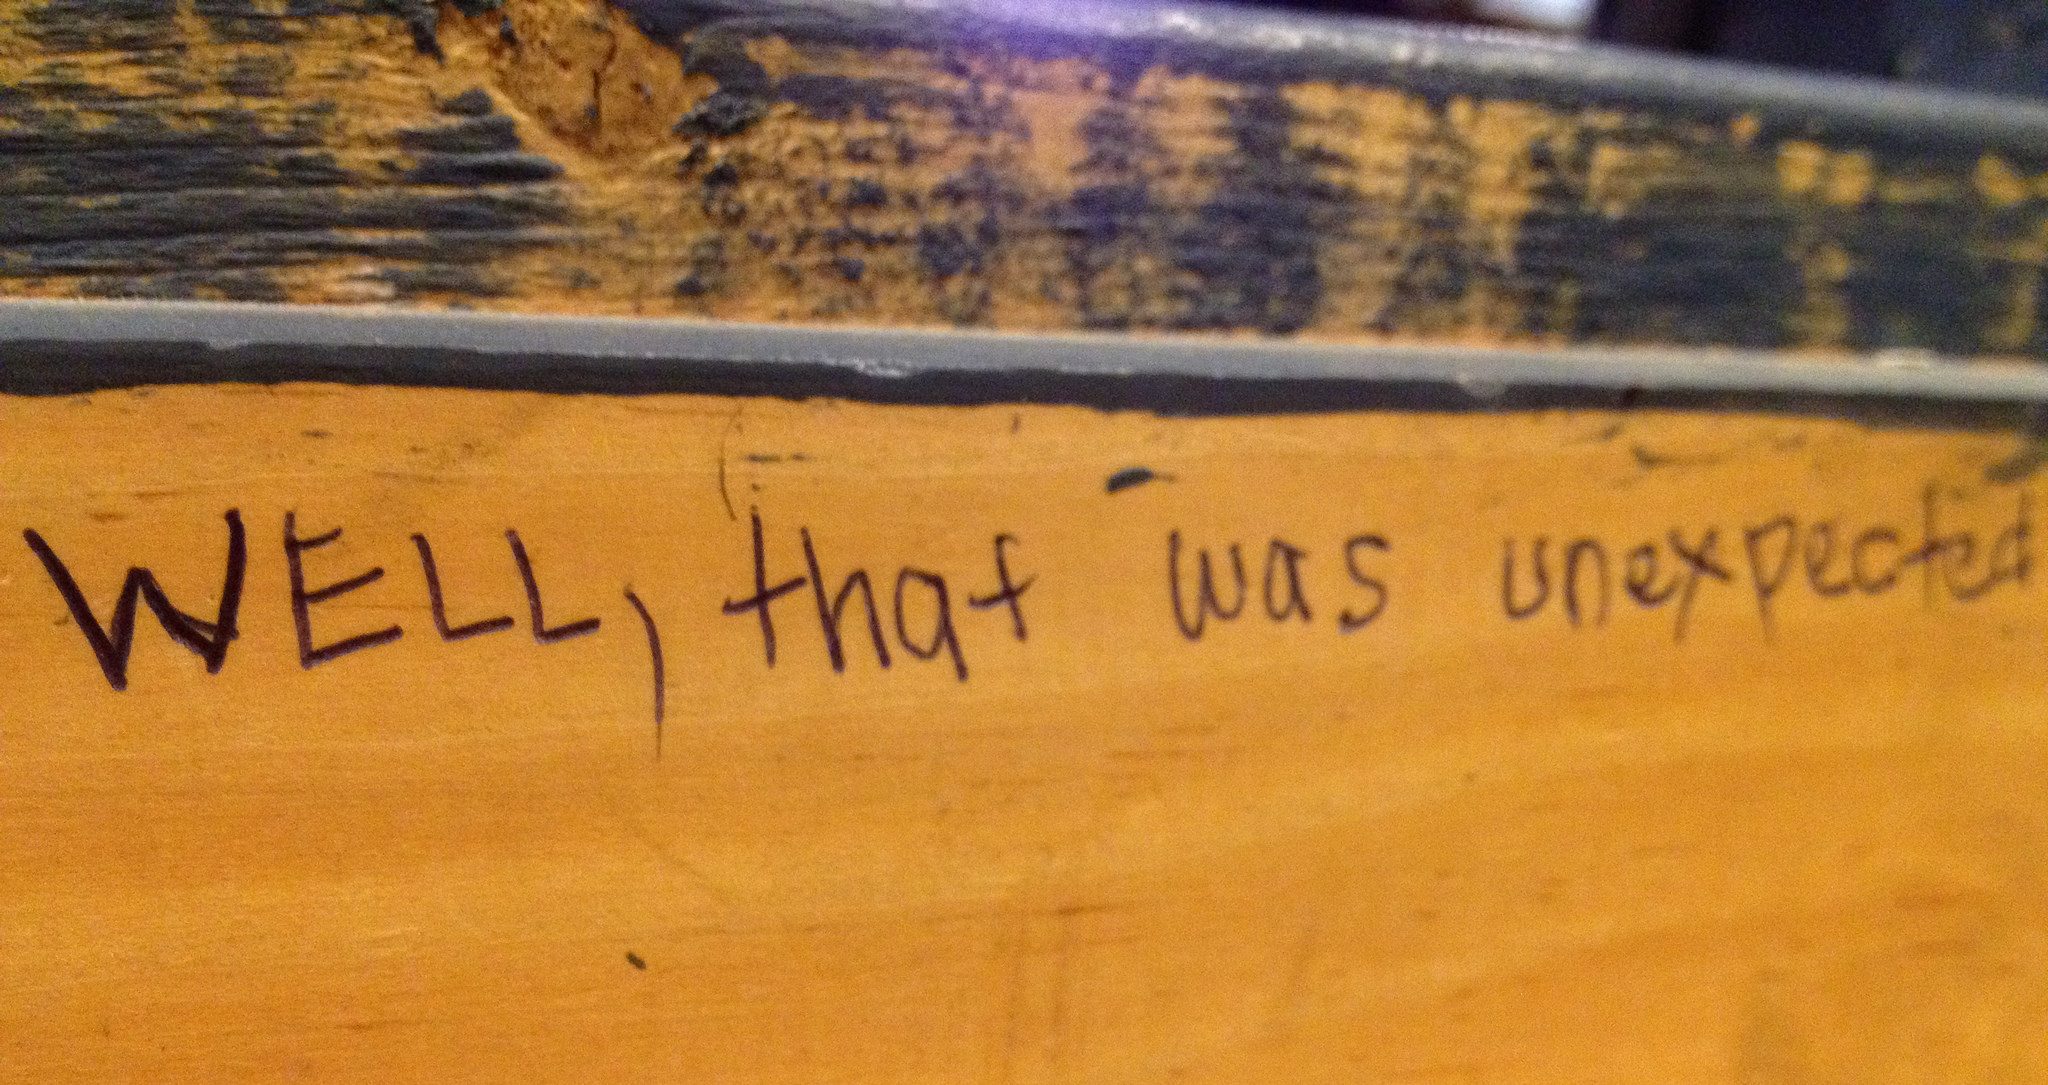 WELL, that was unexpected